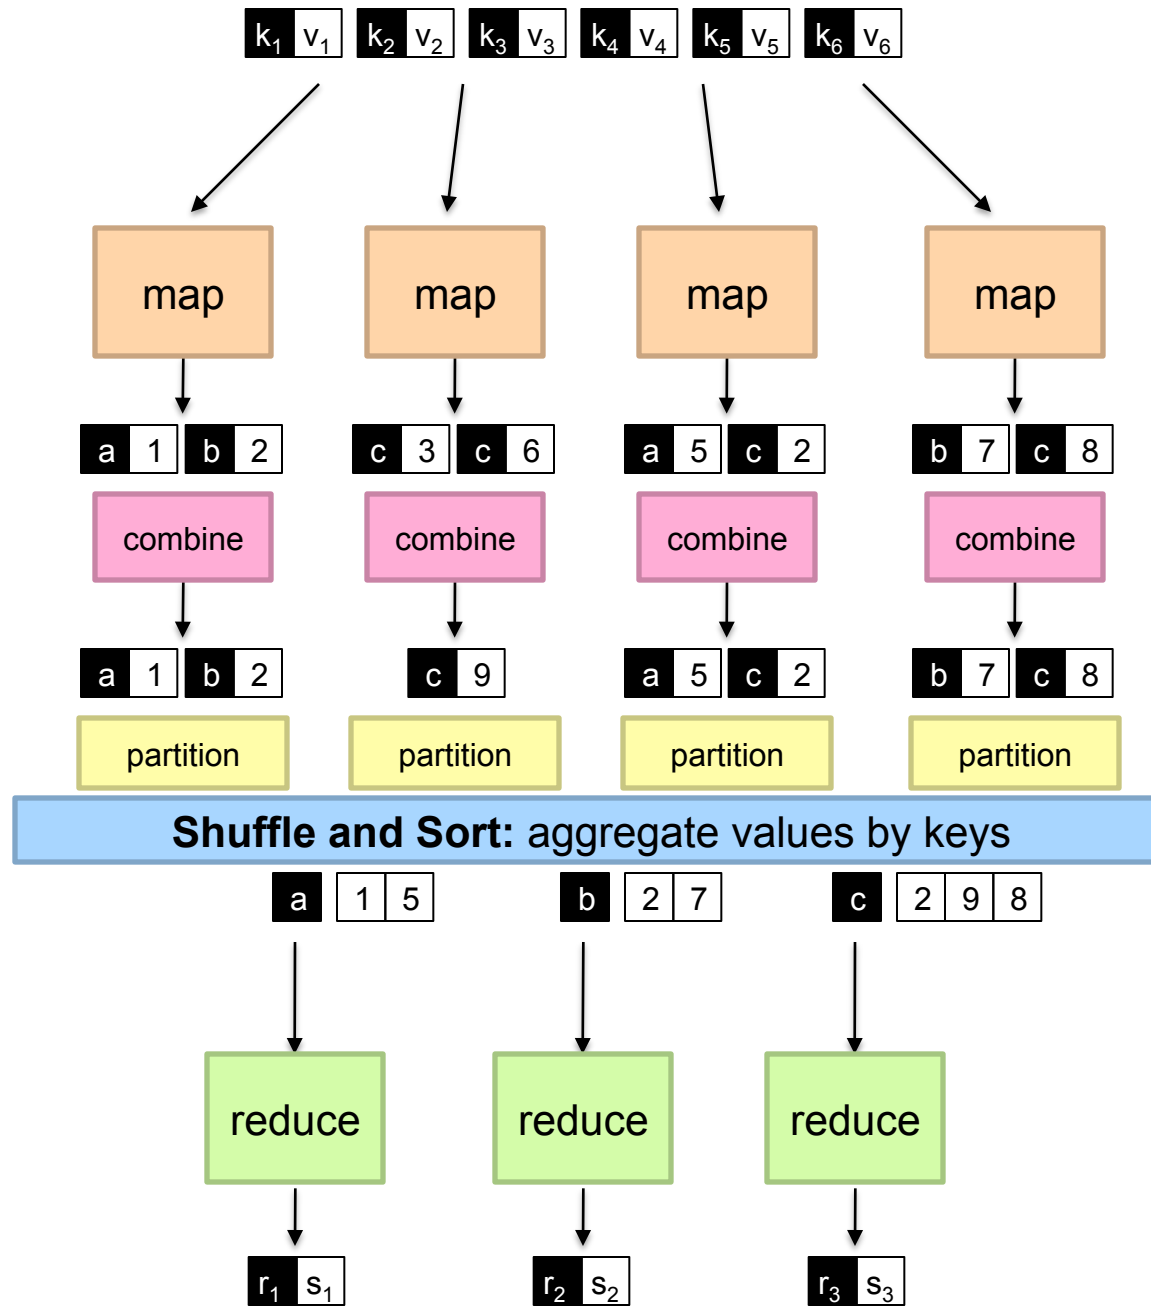 k₁ v₁ k₂ v₂ k₃ v₃ k₄ v₄ k₅ v₅ k₆ v₆
map map map map
a 1 b 2 c 3 c 6 a 5 c 2 b 7 c 8
combine combine combine combine
a 1 b 2 c 9 a 5 c 2 b 7 c 8
partition partition partition partition
Shuffle and Sort: aggregate values by keys
a 1 5 b 2 7 c 2 9 8
reduce reduce reduce
r₁ s₁ r₂ s₂ r₃ s₃